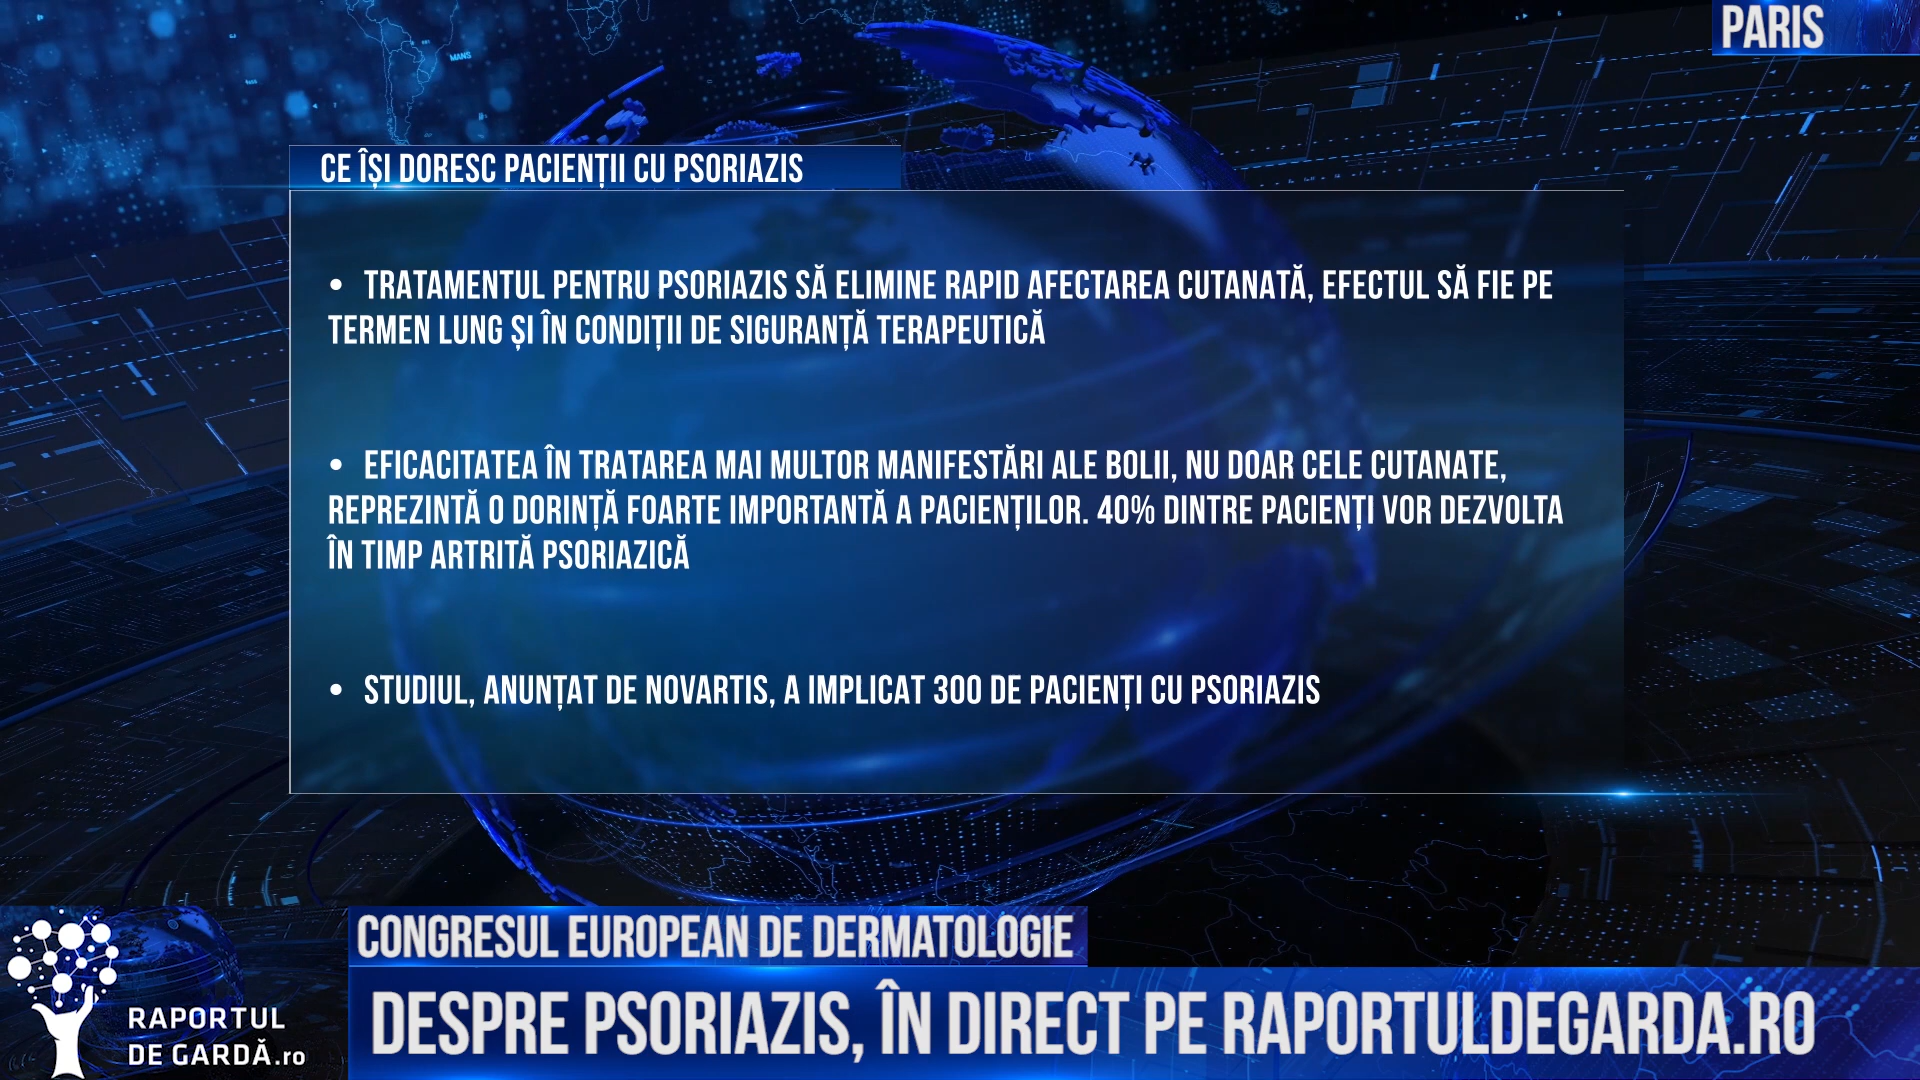 PARIS
CE ÎȘI DORESC PACIENȚII CU PSORIAZIS
• TRATAMENTUL PENTRU PSORIAZIS SĂ ELIMINE RAPID AFECTAREA CUTANATĂ, EFECTUL SĂ FIE PE
TERMEN LUNG ȘI ÎN CONDIȚII DE SIGURANȚĂ TERAPEUTICĂ
• EFICACITATEA ÎN TRATAREA MAI MULTOR MANIFESTĂRI ALE BOLII, NU DOAR CELE CUTANATE,
REPREZINTĂ O DORINȚĂ FOARTE IMPORTANTĂ A PACIENȚILOR. 40% DINTRE PACIENȚI VOR DEZVOLTA
ÎN TIMP ARTRITĂ PSORIAZICĂ
• STUDIUL, ANUNȚAT DE NOVARTIS, A IMPLICAT 300 DE PACIENȚI CU PSORIAZIS
CONGRESUL EUROPEAN DE DERMATOLOGIE
DESPRE PSORIAZIS, ÎN DIRECT PE RAPORTULDEGARDA.RO
RAPORTUL
DE GARDĂ.ro